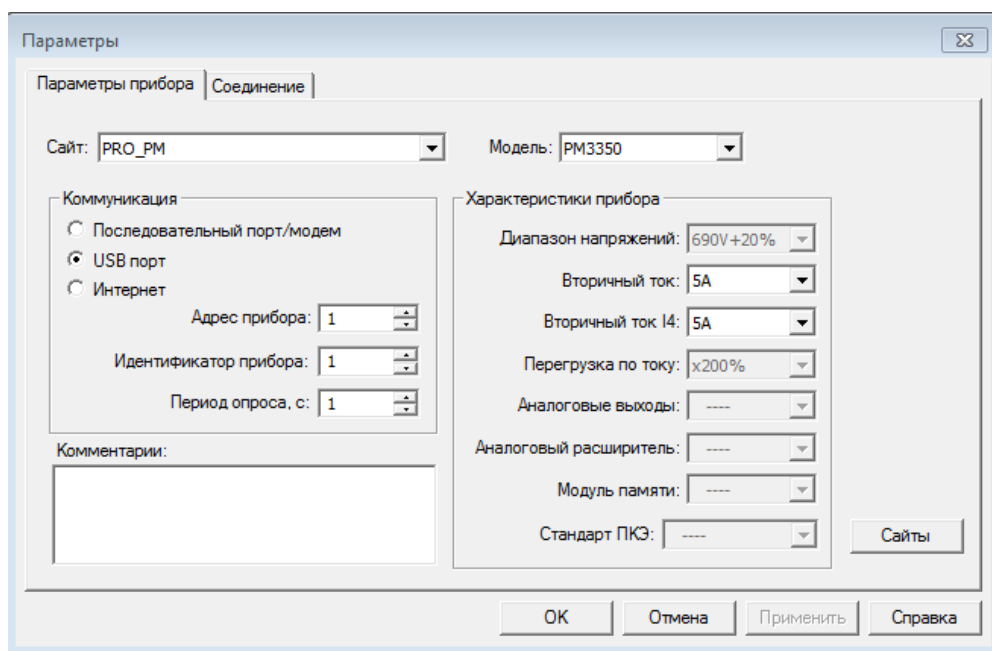 Параметры
Параметры прибора Соединение
Сайт: PRO_PM Модель: PM3350
Коммуникация
Последовательный порт/модем
USB порт
Интернет
Адрес прибора: 1
Идентификатор прибора: 1
Период опроса, с: 1
Комментарии:
Характеристики прибора
Диапазон напряжений: 690V+20%
Вторичный ток: 5A
Вторичный ток I4: 5A
Перегрузка по току: x200%
Аналоговые выходы: ----
Аналоговый расширитель: ----
Модуль памяти: ----
Стандарт ПКЭ: ----
Сайты
OK Отмена Применить Справка